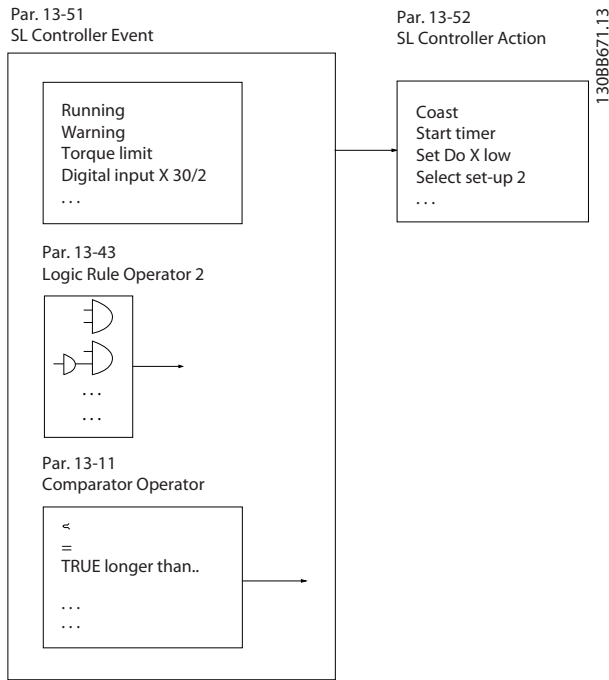 Par. 13-51
SL Controller Event
Par. 13-52
SL Controller Action
130BB671.13
Running
Warning
Torque limit
Digital input X 30/2
. . .
Coast
Start timer
Set Do X low
Select set-up 2
. . .
Par. 13-43
Logic Rule Operator 2
. . .
. . .
Par. 13-11
Comparator Operator
<
=
TRUE longer than..
. . .
. . .